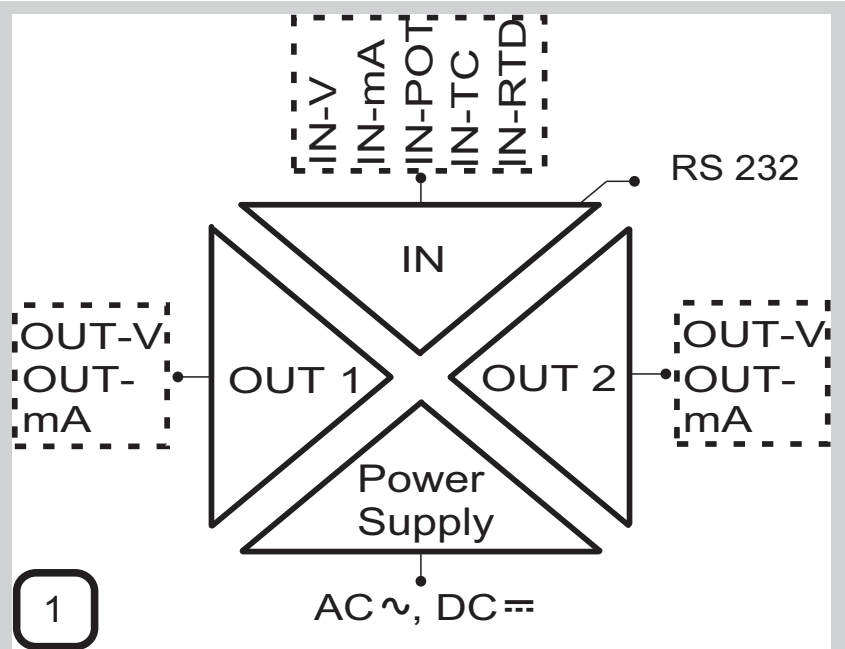 IN-V
IN-mA
IN-POT
IN-TC
IN-RTD
RS 232
IN
OUT-V
OUT-
mA
OUT 1
OUT 2
OUT-V
OUT-
mA
Power
Supply
AC∿, DC⎓
1